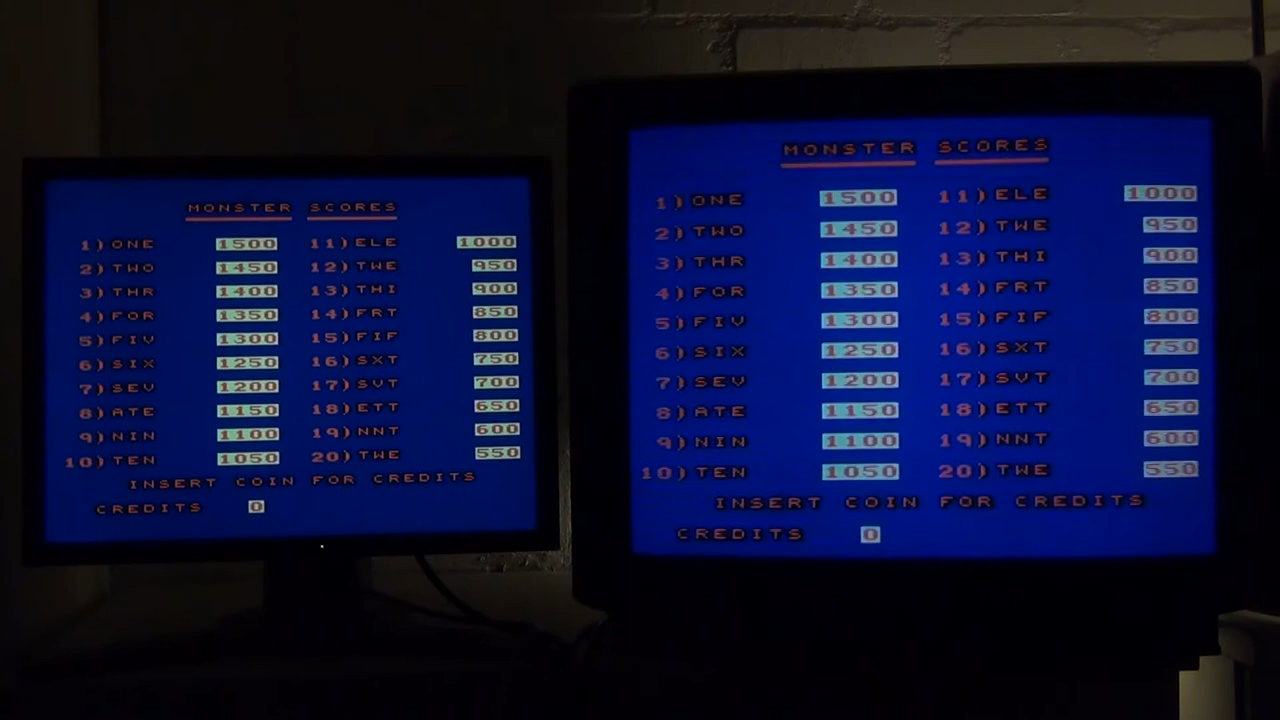 MONSTER SCORES
1) ONE 1500 11) ELE 1000
2) TWO 1450 12) TWE 950
3) THR 1400 13) THI 900
4) FOR 1350 14) FRT 850
5) FIV 1300 15) FIF 800
6) SIX 1250 16) SXT 750
7) SEV 1200 17) SVT 700
8) ATE 1150 18) ETT 650
9) NIN 1100 19) NNT 600
10) TEN 1050 20) TWE 550
INSERT COIN FOR CREDITS
CREDITS 0
MONSTER SCORES
1) ONE 1500 11) ELE 1000
2) TWO 1450 12) TWE 950
3) THR 1400 13) THI 900
4) FOR 1350 14) FRT 850
5) FIV 1300 15) FIF 800
6) SIX 1250 16) SXT 750
7) SEV 1200 17) SVT 700
8) ATE 1150 18) ETT 650
9) NIN 1100 19) NNT 600
10) TEN 1050 20) TWE 550
INSERT COIN FOR CREDITS
CREDITS 0